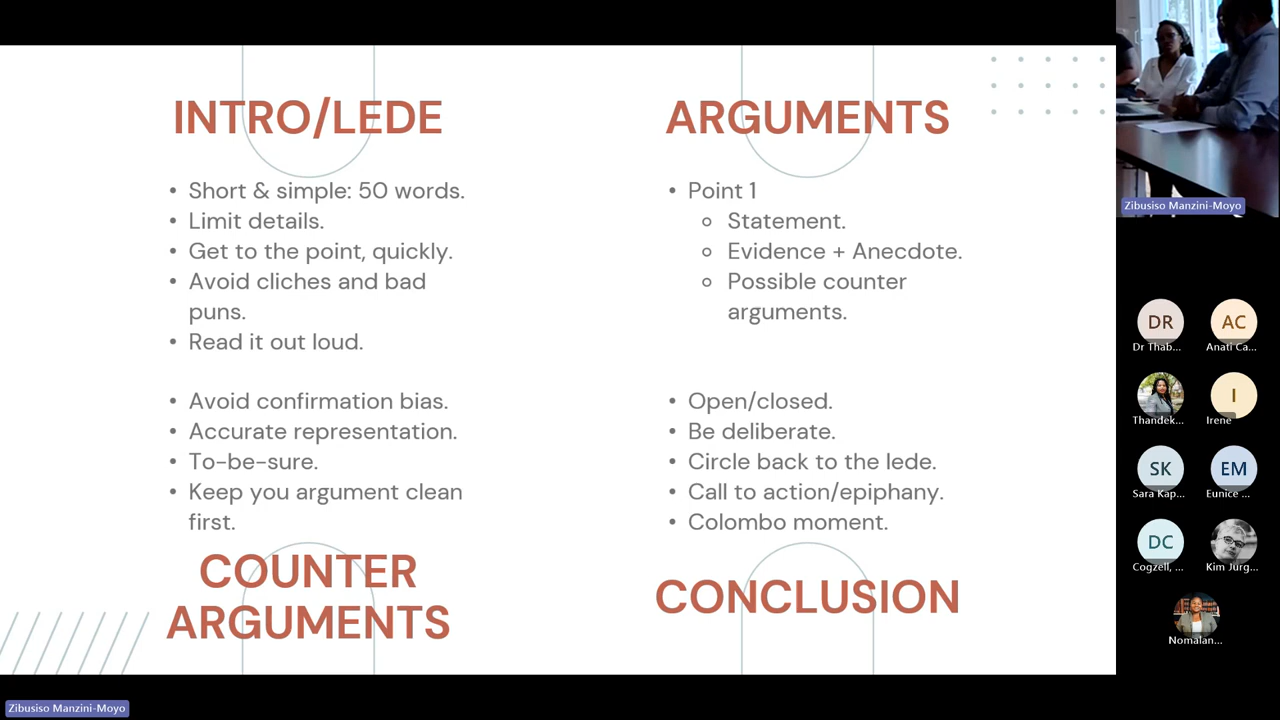 INTRO/LEDE
• Short & simple: 50 words.
• Limit details.
• Get to the point, quickly.
• Avoid cliches and bad
puns.
• Read it out loud.
ARGUMENTS
• Point 1
○ Statement.
○ Evidence + Anecdote.
○ Possible counter
arguments.
• Avoid confirmation bias.
• Accurate representation.
• To-be-sure.
• Keep you argument clean
first.
COUNTER
ARGUMENTS
• Open/closed.
• Be deliberate.
• Circle back to the lede.
• Call to action/epiphany.
• Colombo moment.
CONCLUSION
Zibusiso Manzini-Moyo
DR
Dr Thab...
AC
Anati Ca...
Thandek...
I
Irene
SK
Sara Kap...
EM
Eunice ...
DC
Cogzell, ...
Kim Jurg...
Nomalan...
Zibusiso Manzini-Moyo